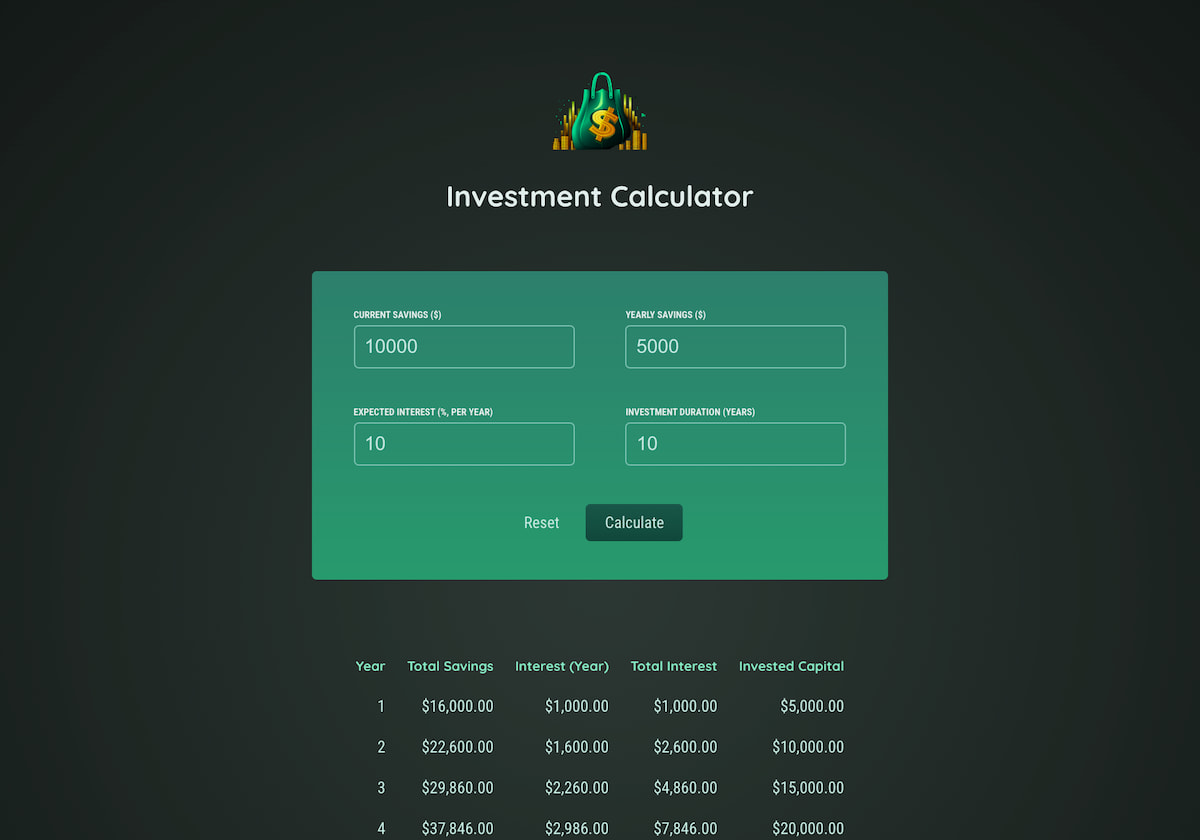 $
Investment Calculator
CURRENT SAVINGS ($) YEARLY SAVINGS ($)
10000 5000
EXPECTED INTEREST (%, PER YEAR) INVESTMENT DURATION (YEARS)
10 10
Reset Calculate
Year Total Savings Interest (Year) Total Interest Invested Capital
1 $16,000.00 $1,000.00 $1,000.00 $5,000.00
2 $22,600.00 $1,600.00 $2,600.00 $10,000.00
3 $29,860.00 $2,260.00 $4,860.00 $15,000.00
4 $37,846.00 $2,986.00 $7,846.00 $20,000.00